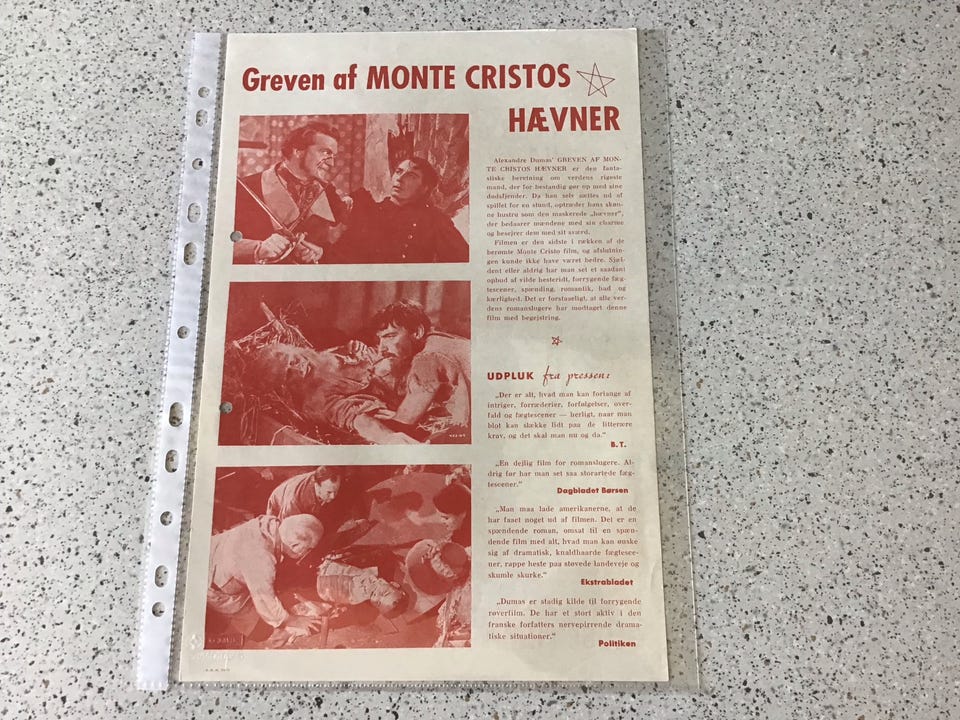 Greven af MONTE CRISTOS
HÆVNER
Alexandre Dumas' GREVEN AF MON-
TE CRISTOS HÆVNER er den fanta-
stiske beretning om verdens rigeste
mand, der for bestandig gør op med sine
dødsfjender. Da han selv sættes ud af
spillet for en stund, optræder hans skøn-
ne hustru som den maskerede „hævner",
der bedaarer mændene med sin charme
og besejrer dem med sit sværd.
Filmen er den sidste i rækken af de
berømte Monte Cristo film, og afslutnin-
gen kunde ikke have været bedre. Sjæl-
dent eller aldrig har man set et saadant
opbud af vilde hesteridt, forrygende fæg-
tescener, spænding, romantik, had og
kærlighed. Det er forstaaeligt, at alle ver-
dens romanslugere har modtaget denne
film med begejstring.
UDPLUK fra pressen:
„Der er alt, hvad man kan forlange af
intriger, forræderier, forfølgelser, over-
fald og fægtescener — herligt, naar man
blot kan slække lidt paa de litterære
krav, og det skal man nu og da."
B.T.
„En dejlig film for romanslugere. Al-
drig før har man set saa storartede fæg-
tescener."
Dagbladet Børsen
„Man maa lade amerikanerne, at de
har faaet noget ud af filmen. Det er en
spændende roman, omsat til en spæn-
dende film med alt, hvad man kan ønske
sig af dramatisk, knaldhaarde fægtesce-
ner, rappe heste paa støvede landeveje og
skumle skurke."
Ekstrabladet
„Dumas er stadig kilde til forrygende
røverfilm. De har et stort aktiv i den
franske forfatters nervepirrende drama-
tiske situationer."
Politiken